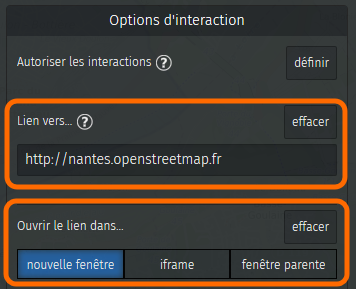 Options d'interaction
Autoriser les interactions ? définir
Lien vers... ? effacer
http://nantes.openstreetmap.fr
Ouvrir le lien dans... effacer
nouvelle fenêtre iframe fenêtre parente